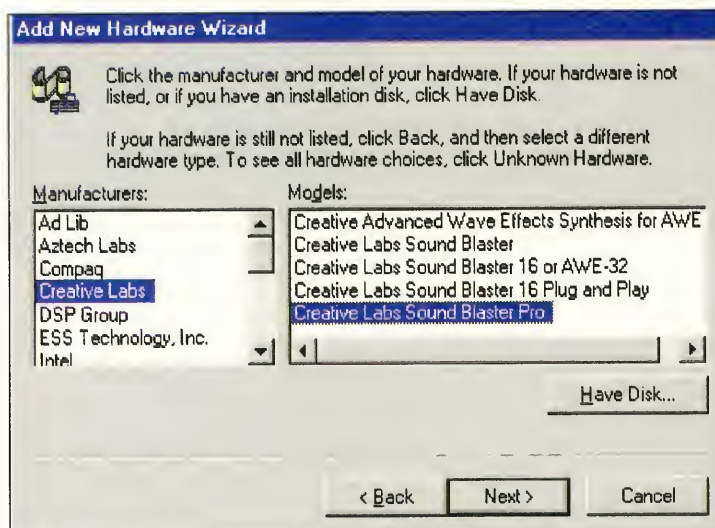 Add New Hardware Wizard
Click the manufacturer and model of your hardware. If your hardware is not
listed, or if you have an installation disk, click Have Disk.
If your hardware is still not listed, click Back, and then select a different
hardware type. To see all hardware choices, click Unknown Hardware.
Manufacturers:
Ad Lib
Aztech Labs
Compaq
Creative Labs
DSP Group
ESS Technology, Inc.
Intel
Models:
Creative Advanced Wave Effects Synthesis for AWE
Creative Labs Sound Blaster
Creative Labs Sound Blaster 16 or AWE-32
Creative Labs Sound Blaster 16 Plug and Play
Creative Labs Sound Blaster Pro
Have Disk...
< Back
Next >
Cancel